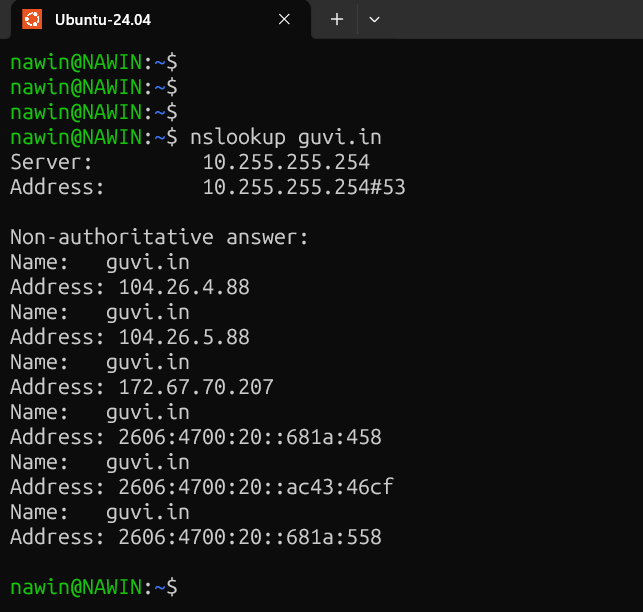 Ubuntu-24.04
nawin@NAWIN:~$
nawin@NAWIN:~$
nawin@NAWIN:~$
nawin@NAWIN:~$ nslookup guvi.in
Server:         10.255.255.254
Address:        10.255.255.254#53

Non-authoritative answer:
Name:   guvi.in
Address: 104.26.4.88
Name:   guvi.in
Address: 104.26.5.88
Name:   guvi.in
Address: 172.67.70.207
Name:   guvi.in
Address: 2606:4700:20::681a:458
Name:   guvi.in
Address: 2606:4700:20::ac43:46cf
Name:   guvi.in
Address: 2606:4700:20::681a:558

nawin@NAWIN:~$